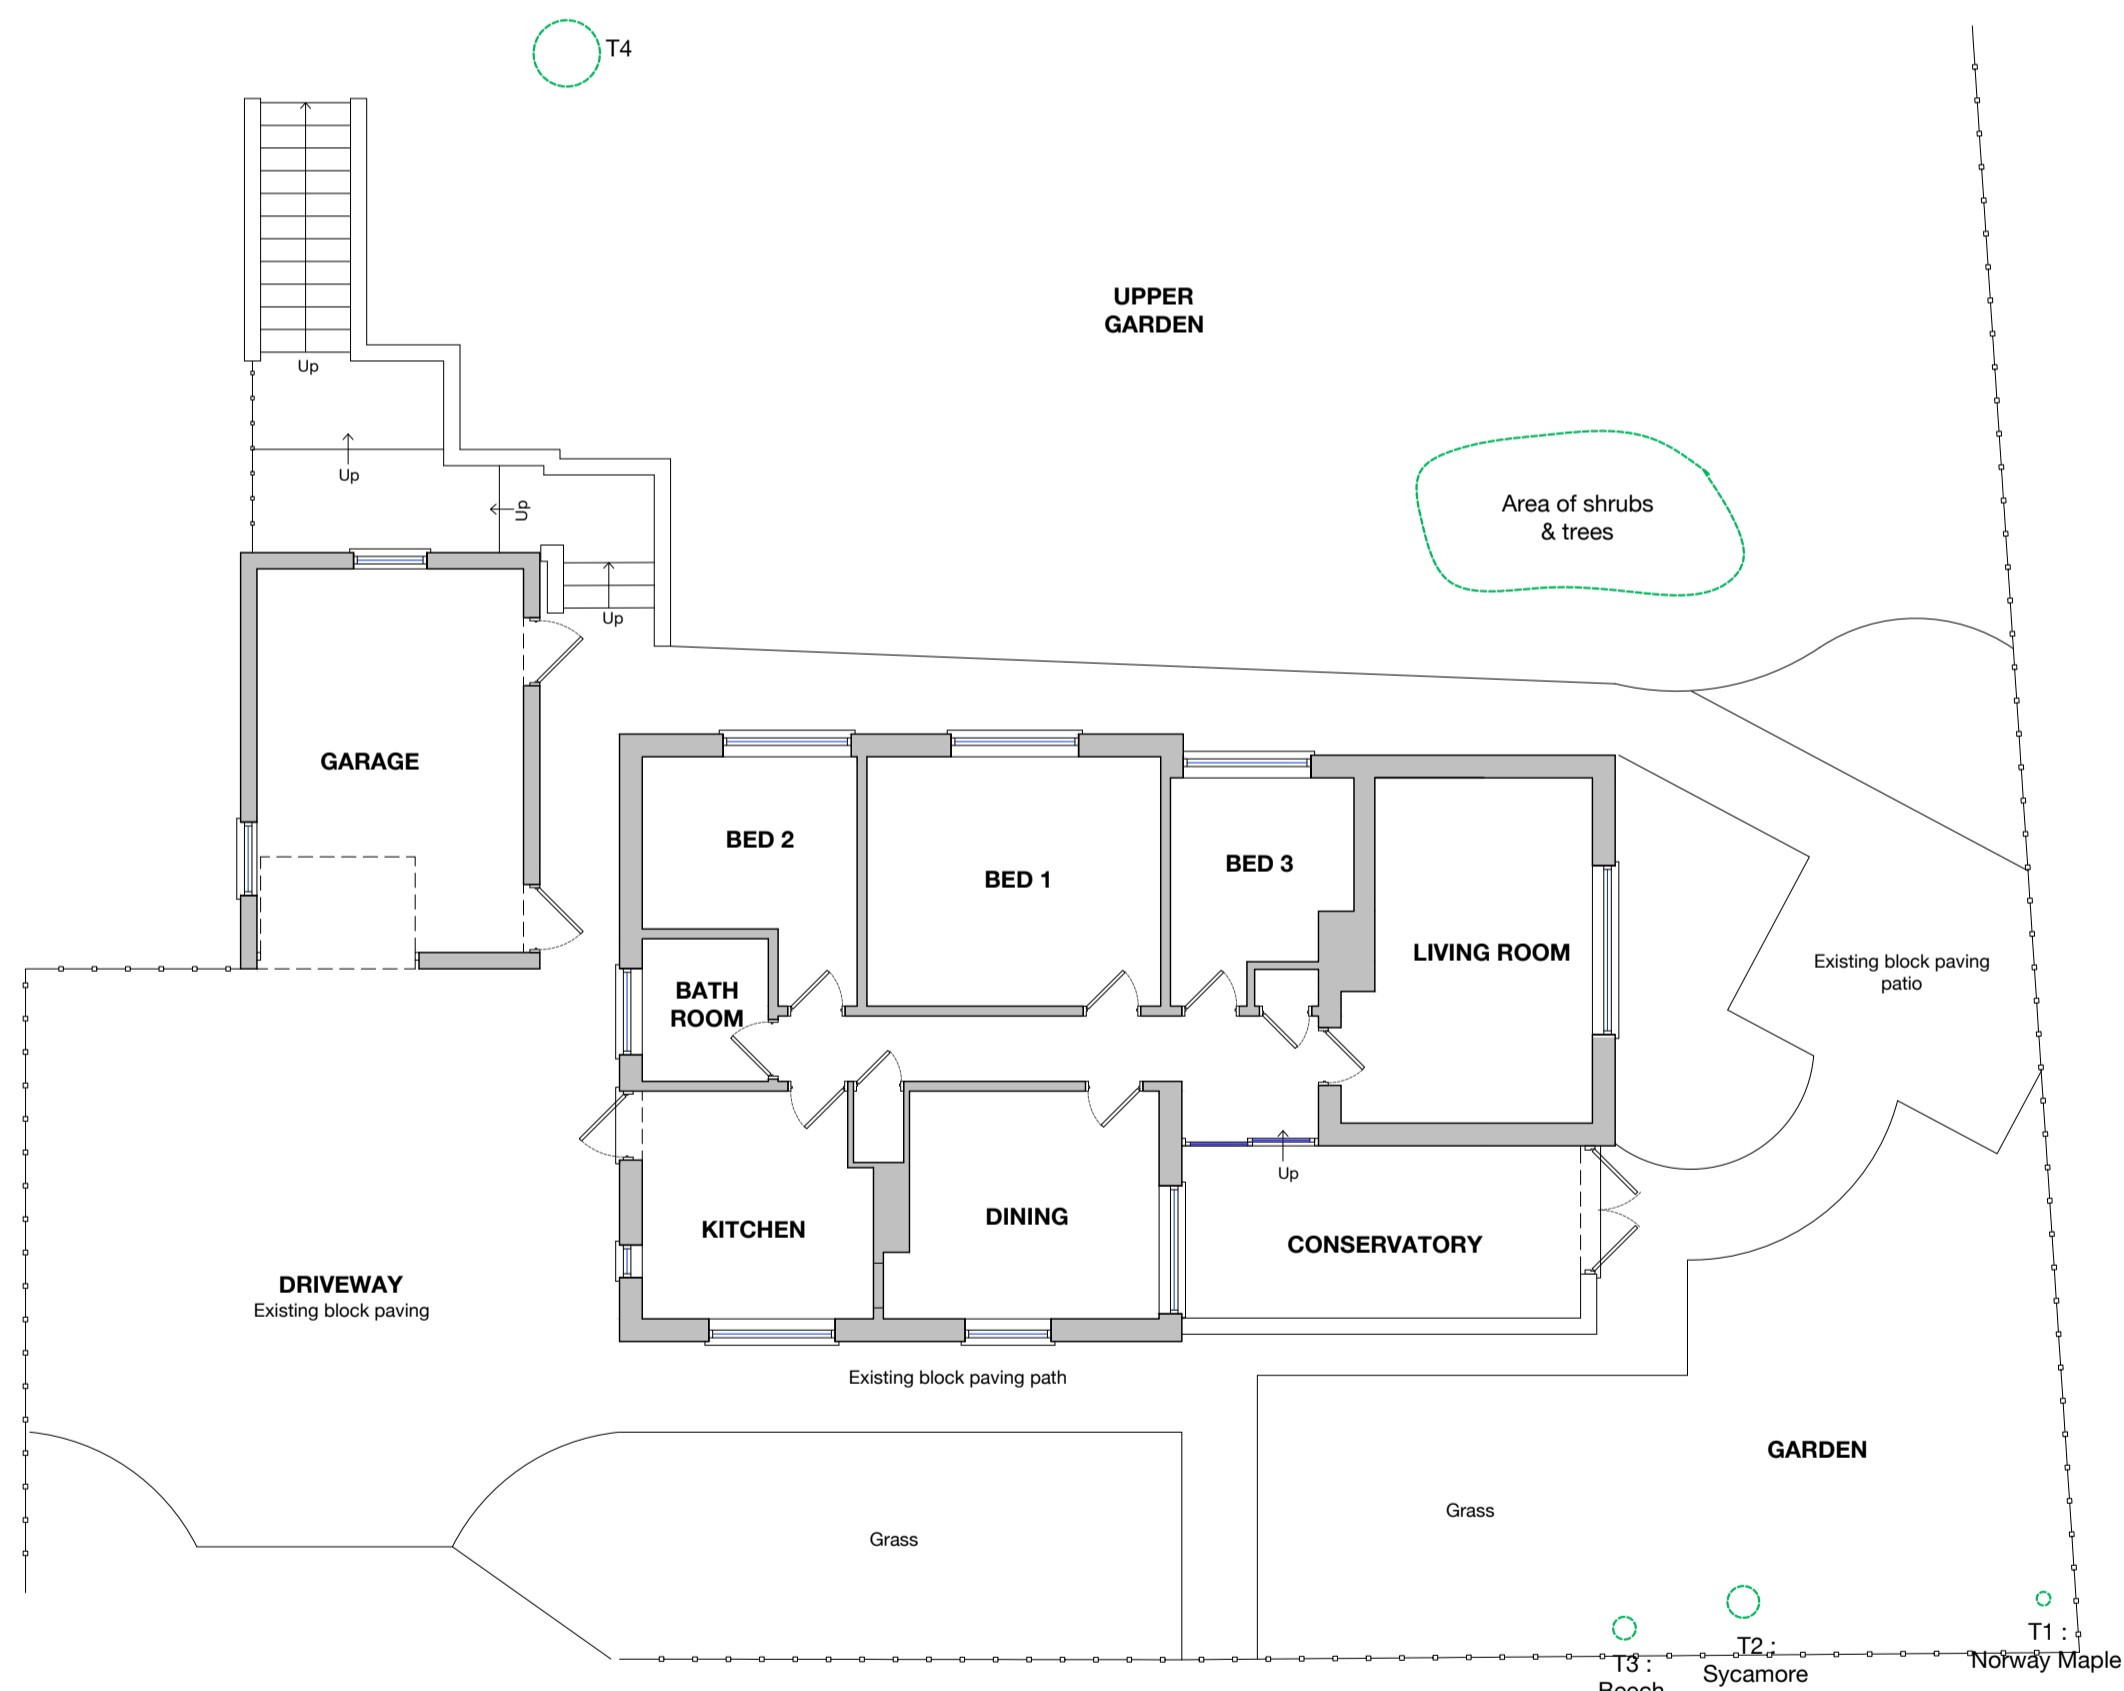 T4
UPPER
GARDEN
Up
Up
Up
Up
Area of shrubs
& trees
GARAGE
BED 2
BED 1
BED 3
LIVING ROOM
BATH
ROOM
Existing block paving
patio
Up
KITCHEN
DINING
CONSERVATORY
DRIVEWAY
Existing block paving
Existing block paving path
GARDEN
Grass
Grass
T1 :
Norway Maple
T2 :
Sycamore
T3 :
Beech